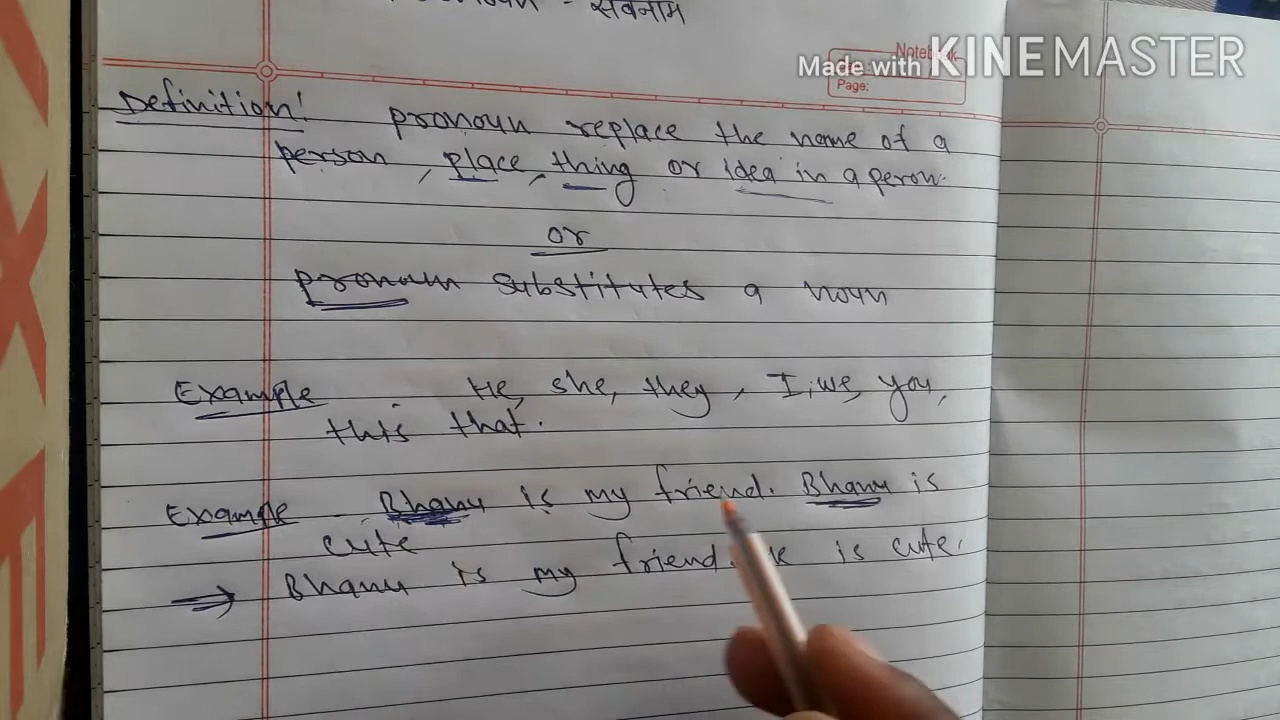 - सर्वनाम
Made with KINEMASTER
Notebook
Page:
Definition! pronoun replace the name of a
person, place, thing or idea in a perow.
or
pronoun substitutes a noun
Example He, she, they, I, we, you,
this that.
Example Bhanu is my friend. Bhanu is
cute
⇒ Bhanu is my friend. is cute.